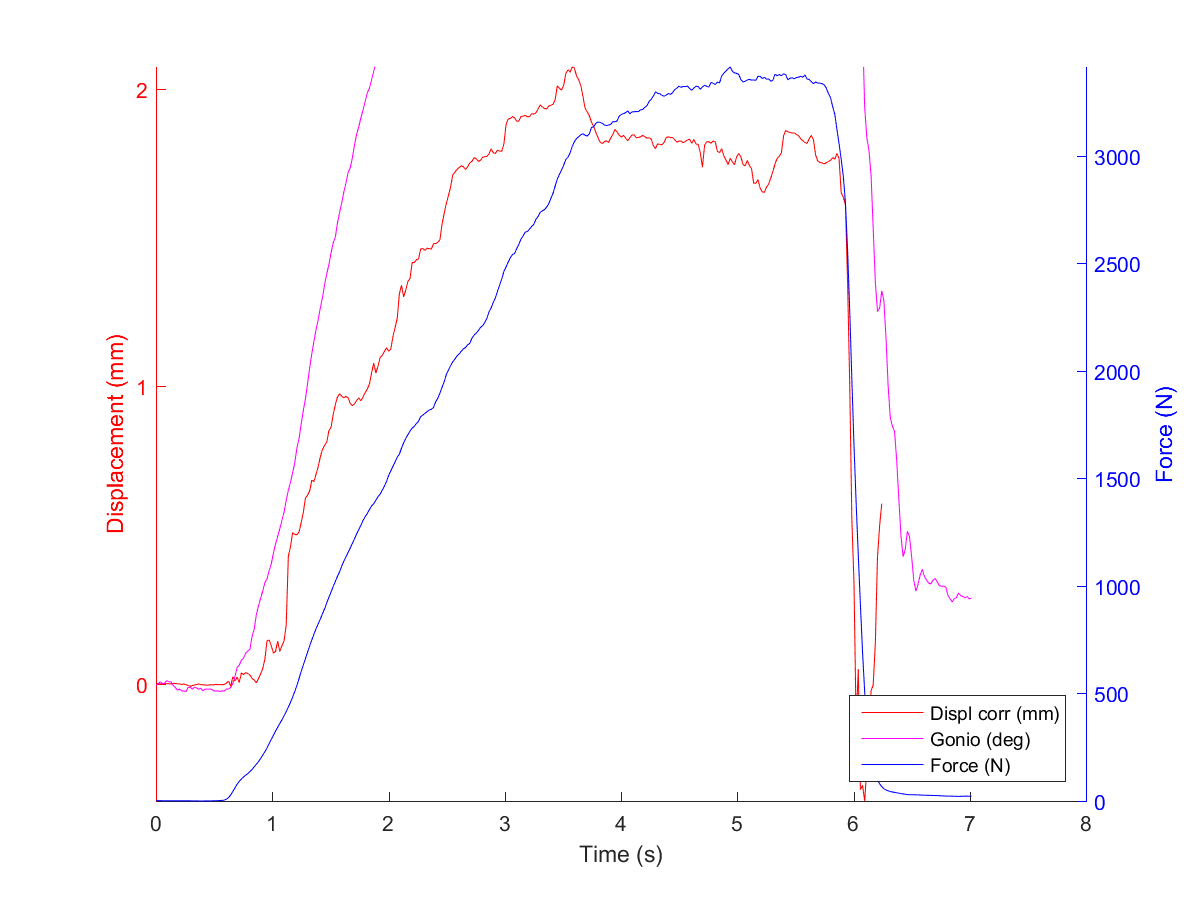 2
1
0
Displacement (mm)
3000
2500
2000
1500
1000
500
0
Force (N)
Displ corr (mm)
Gonio (deg)
Force (N)
0 1 2 3 4 5 6 7 8
Time (s)